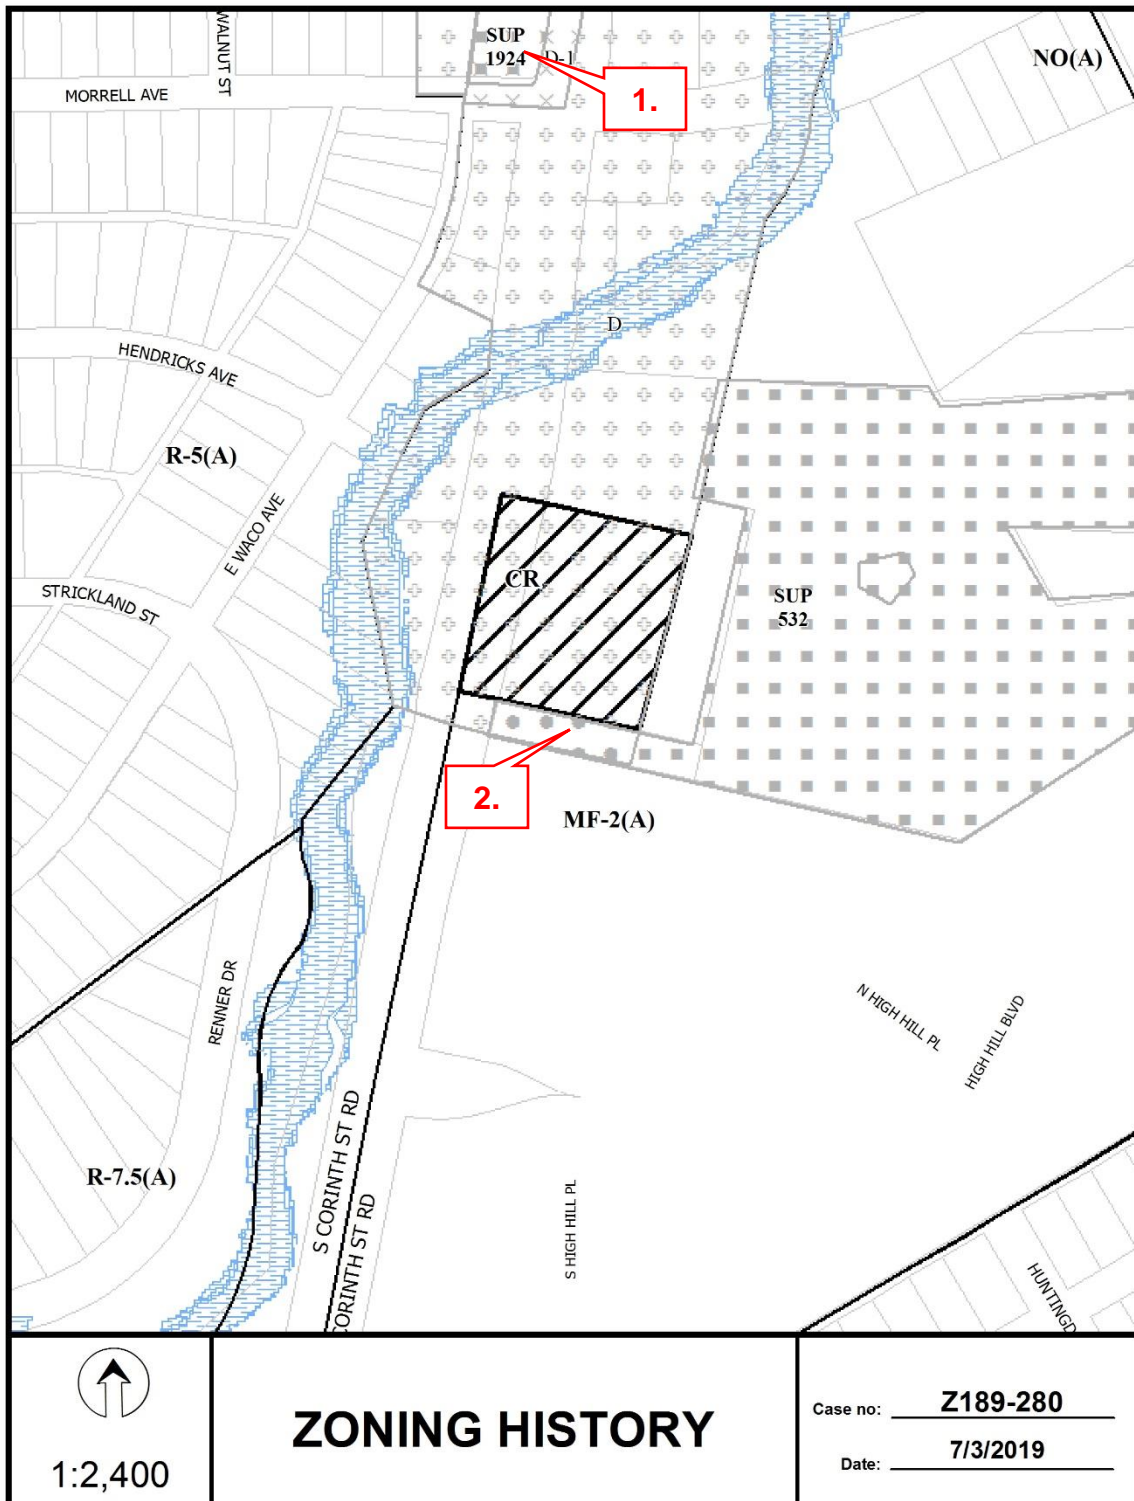 WALNUT ST
SUP
1924
D-1
NO(A)
MORRELL AVE
1.
D
HENDRICKS AVE
R-5(A)
E WACO AVE
CR
STRICKLAND ST
SUP
532
2.
MF-2(A)
RENNER DR
N HIGH HILL PL
HIGH HILL BLVD
S CORINTH ST RD
R-7.5(A)
S HIGH HILL PL
CORINTH ST RD
HUNTINGD
1:2,400
ZONING HISTORY
Case no: Z189-280
Date: 7/3/2019